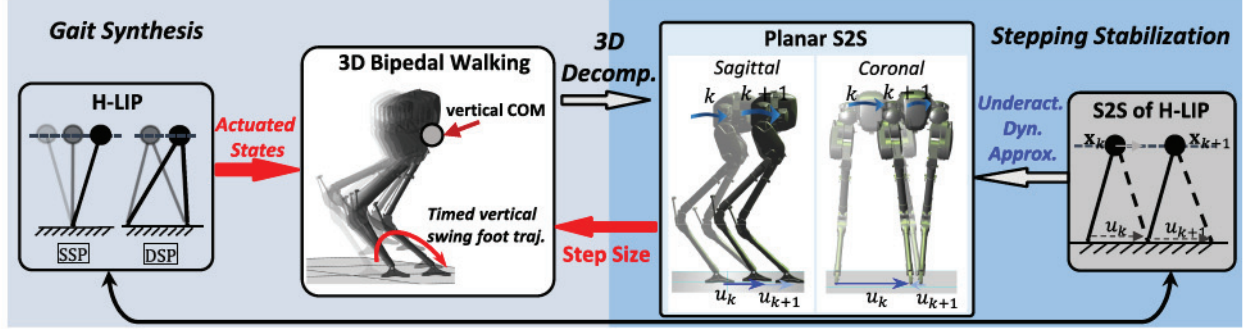 Gait Synthesis
H-LIP
SSP
DSP
Actuated
States
3D Bipedal Walking
vertical COM
Timed vertical
swing foot traj.
3D
Decomp.
Step Size
Planar S2S
Sagittal
k
k + 1
u_k
u_{k+1}
Coronal
k
k + 1
u_k
u_{k+1}
Stepping Stabilization
Underact.
Dyn.
Approx.
S2S of H-LIP
x_k
x_{k+1}
u_k
u_{k+1}